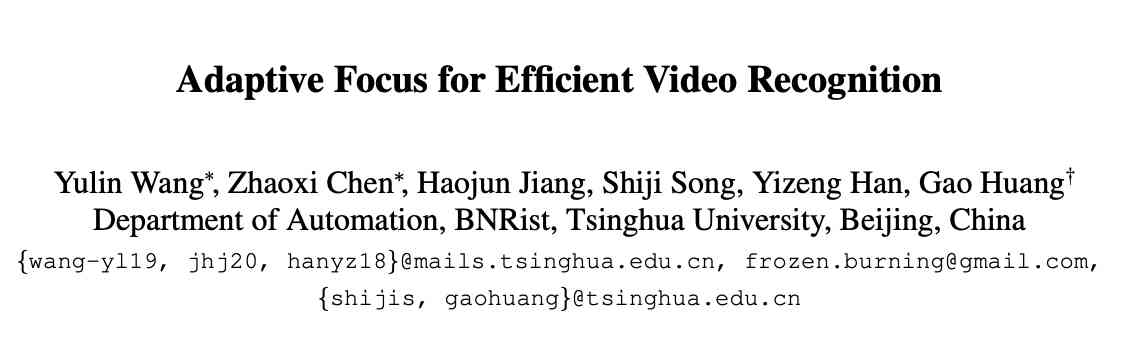 Adaptive Focus for Efficient Video Recognition
Yulin Wang*, Zhaoxi Chen*, Haojun Jiang, Shiji Song, Yizeng Han, Gao Huang†
Department of Automation, BNRist, Tsinghua University, Beijing, China
{wang-yl19, jhj20, hanyz18}@mails.tsinghua.edu.cn, frozen.burning@gmail.com,
{shijis, gaohuang}@tsinghua.edu.cn